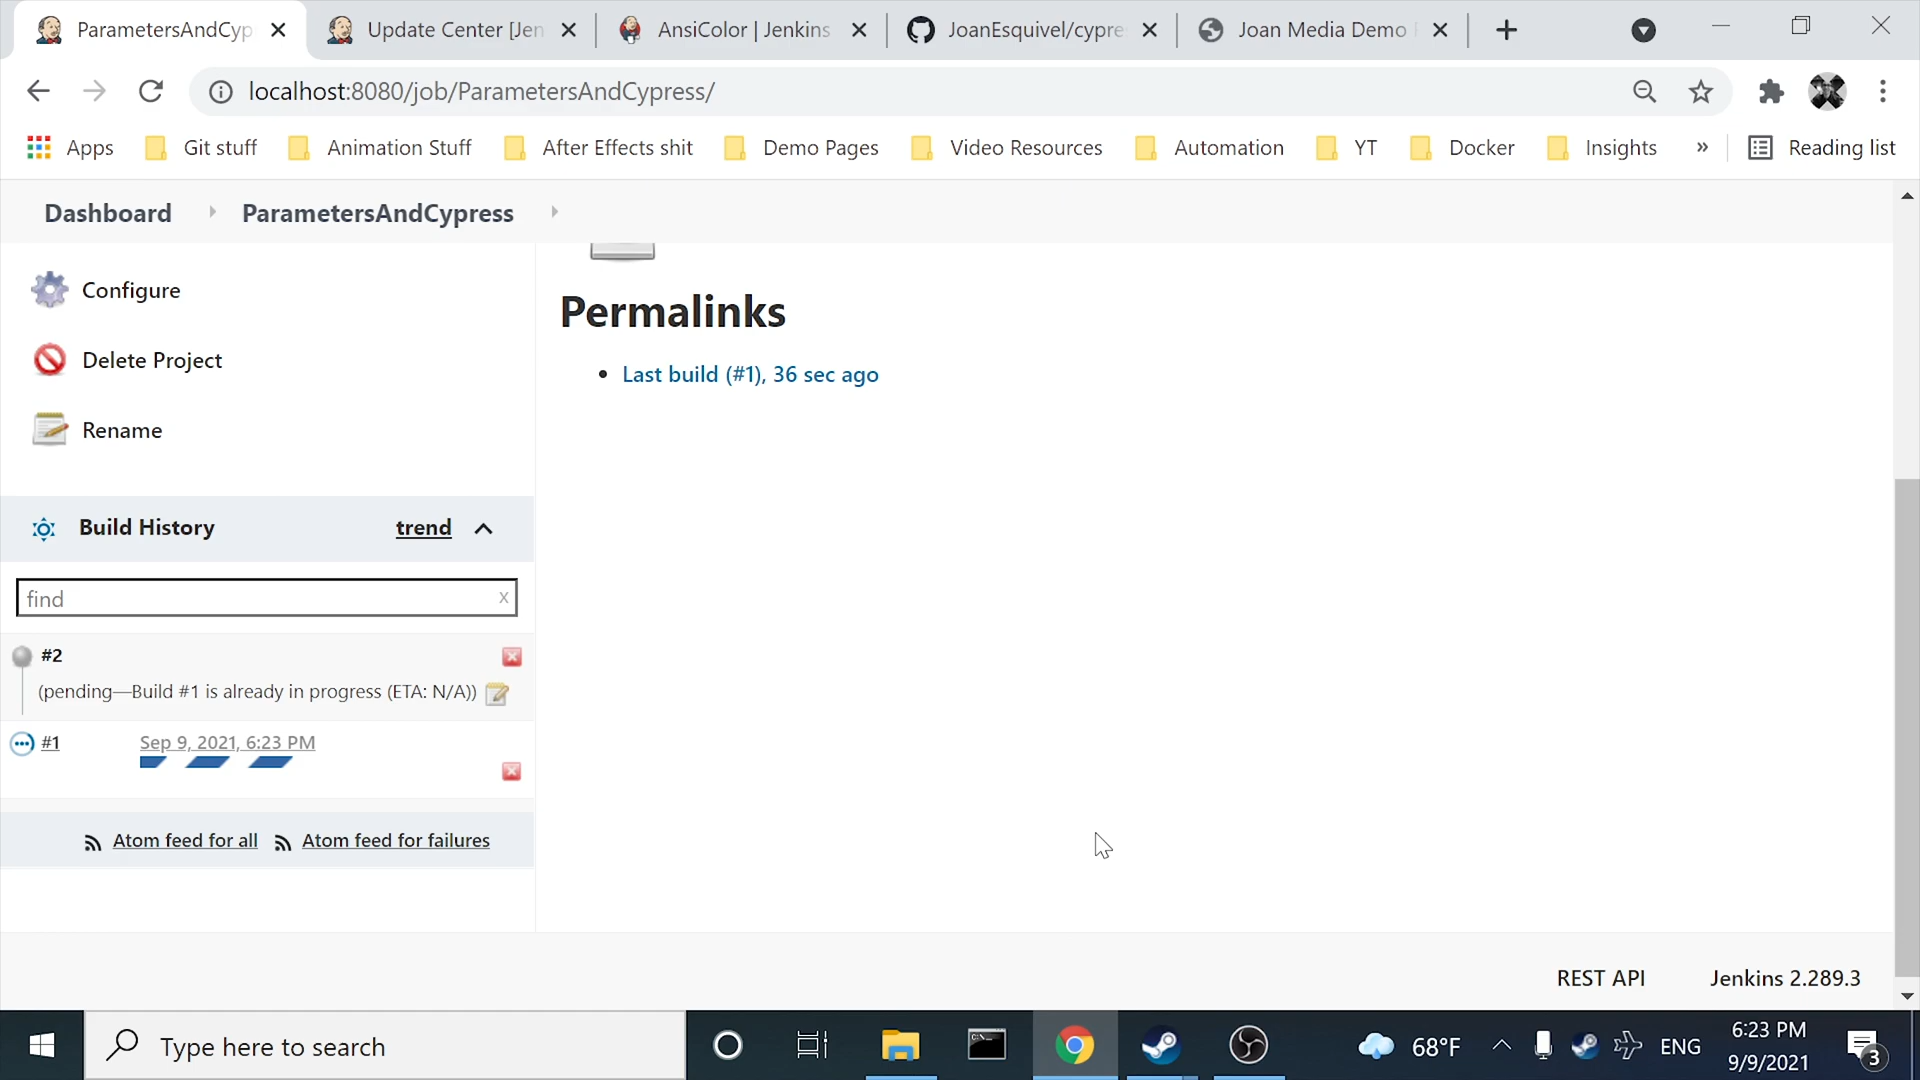 ParametersAndCyp
Update Center [Jen
AnsiColor | Jenkins
JoanEsquivel/cypre
Joan Media Demo
localhost:8080/job/ParametersAndCypress/
Apps
Git stuff
Animation Stuff
After Effects shit
Demo Pages
Video Resources
Automation
YT
Docker
Insights
»
Reading list
Dashboard
ParametersAndCypress
Configure
Delete Project
Rename
Permalinks
Last build (#1), 36 sec ago
Build History
trend
find
x
#2
(pending—Build #1 is already in progress (ETA: N/A))
#1
Sep 9, 2021, 6:23 PM
Atom feed for all
Atom feed for failures
REST API
Jenkins 2.289.3
Type here to search
68°F
ENG
6:23 PM
9/9/2021
3